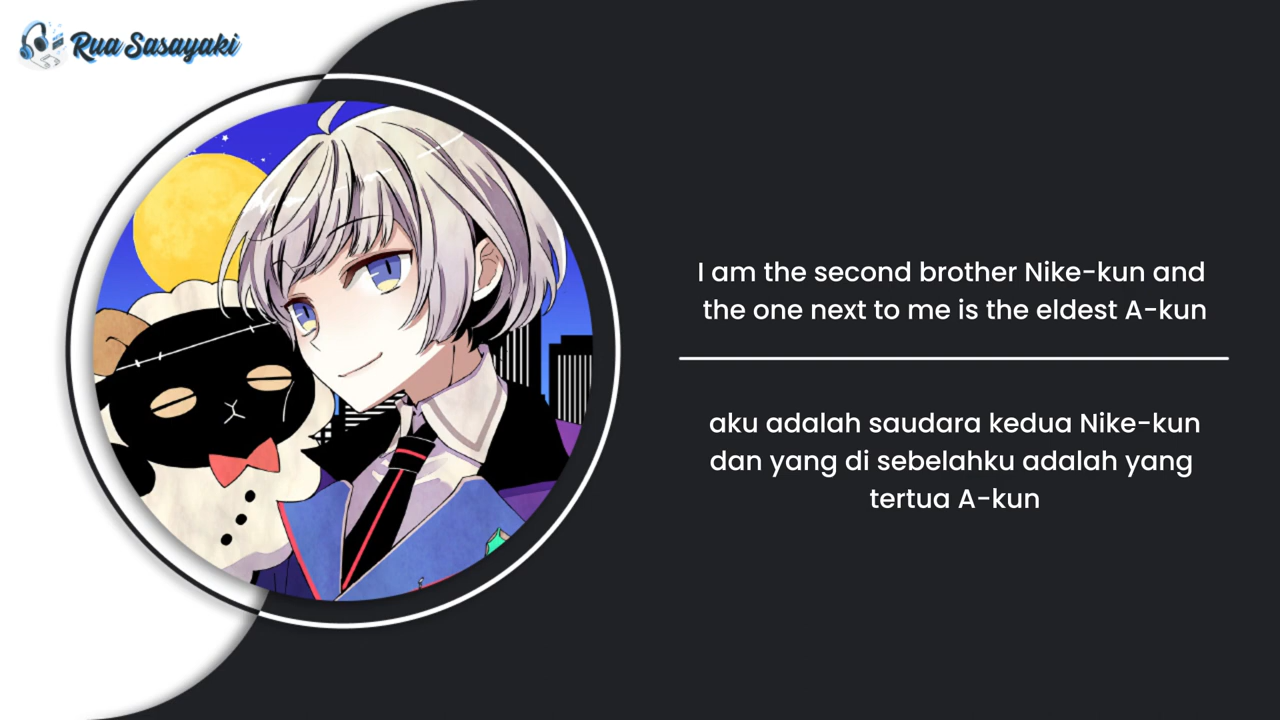 Rua Sasayaki
I am the second brother Nike-kun and
the one next to me is the eldest A-kun
aku adalah saudara kedua Nike-kun
dan yang di sebelahku adalah yang
tertua A-kun